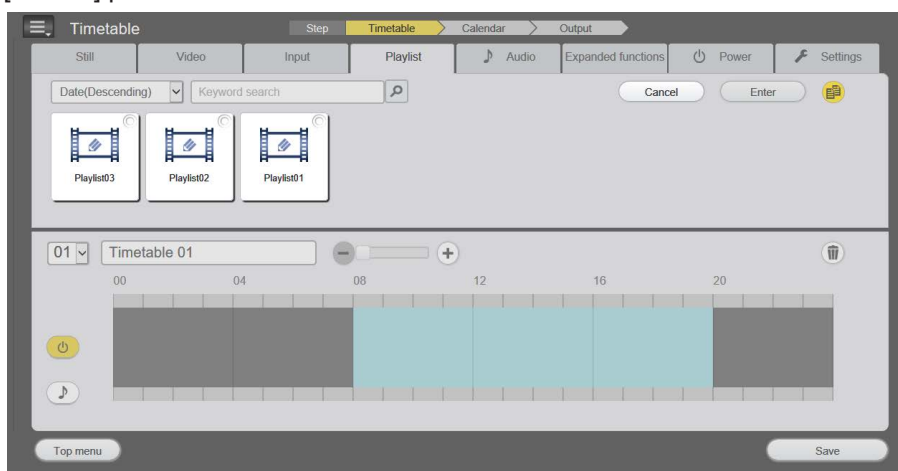 Timetable
Step Timetable Calendar Output
Still Video Input Playlist Audio Expanded functions Power Settings
Date(Descending) Keyword search Cancel Enter
Playlist03 Playlist02 Playlist01
01 Timetable 01
00 04 08 12 16 20
Top menu Save